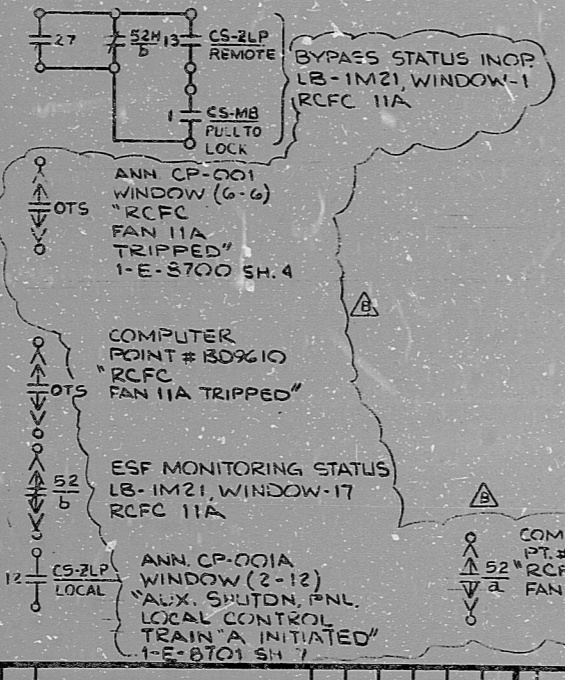 27
52H
b
13
CS-ZLP
REMOTE
1
CS-MB
PULL TO
LOCK
BYPASS STATUS INOP.
LB-1M21, WINDOW-1
RCFC 11A
OTS
ANN. CP-001
WINDOW (6-6)
"RCFC
FAN 11A
TRIPPED"
1-E-8700 SH. 4
B
OTS
COMPUTER
POINT # BD9610
"RCFC
FAN 11A TRIPPED"
52
b
ESF MONITORING STATUS
LB-1M21, WINDOW-17
RCFC 11A
B
12
CS-ZLP
LOCAL
ANN. CP-001A
WINDOW (2-12)
"AUX. SHUTDN. PNL.
LOCAL CONTROL
TRAIN "A INITIATED"
1-E-8701 SH
52
a
COM
PT.#
"RCF
FAN